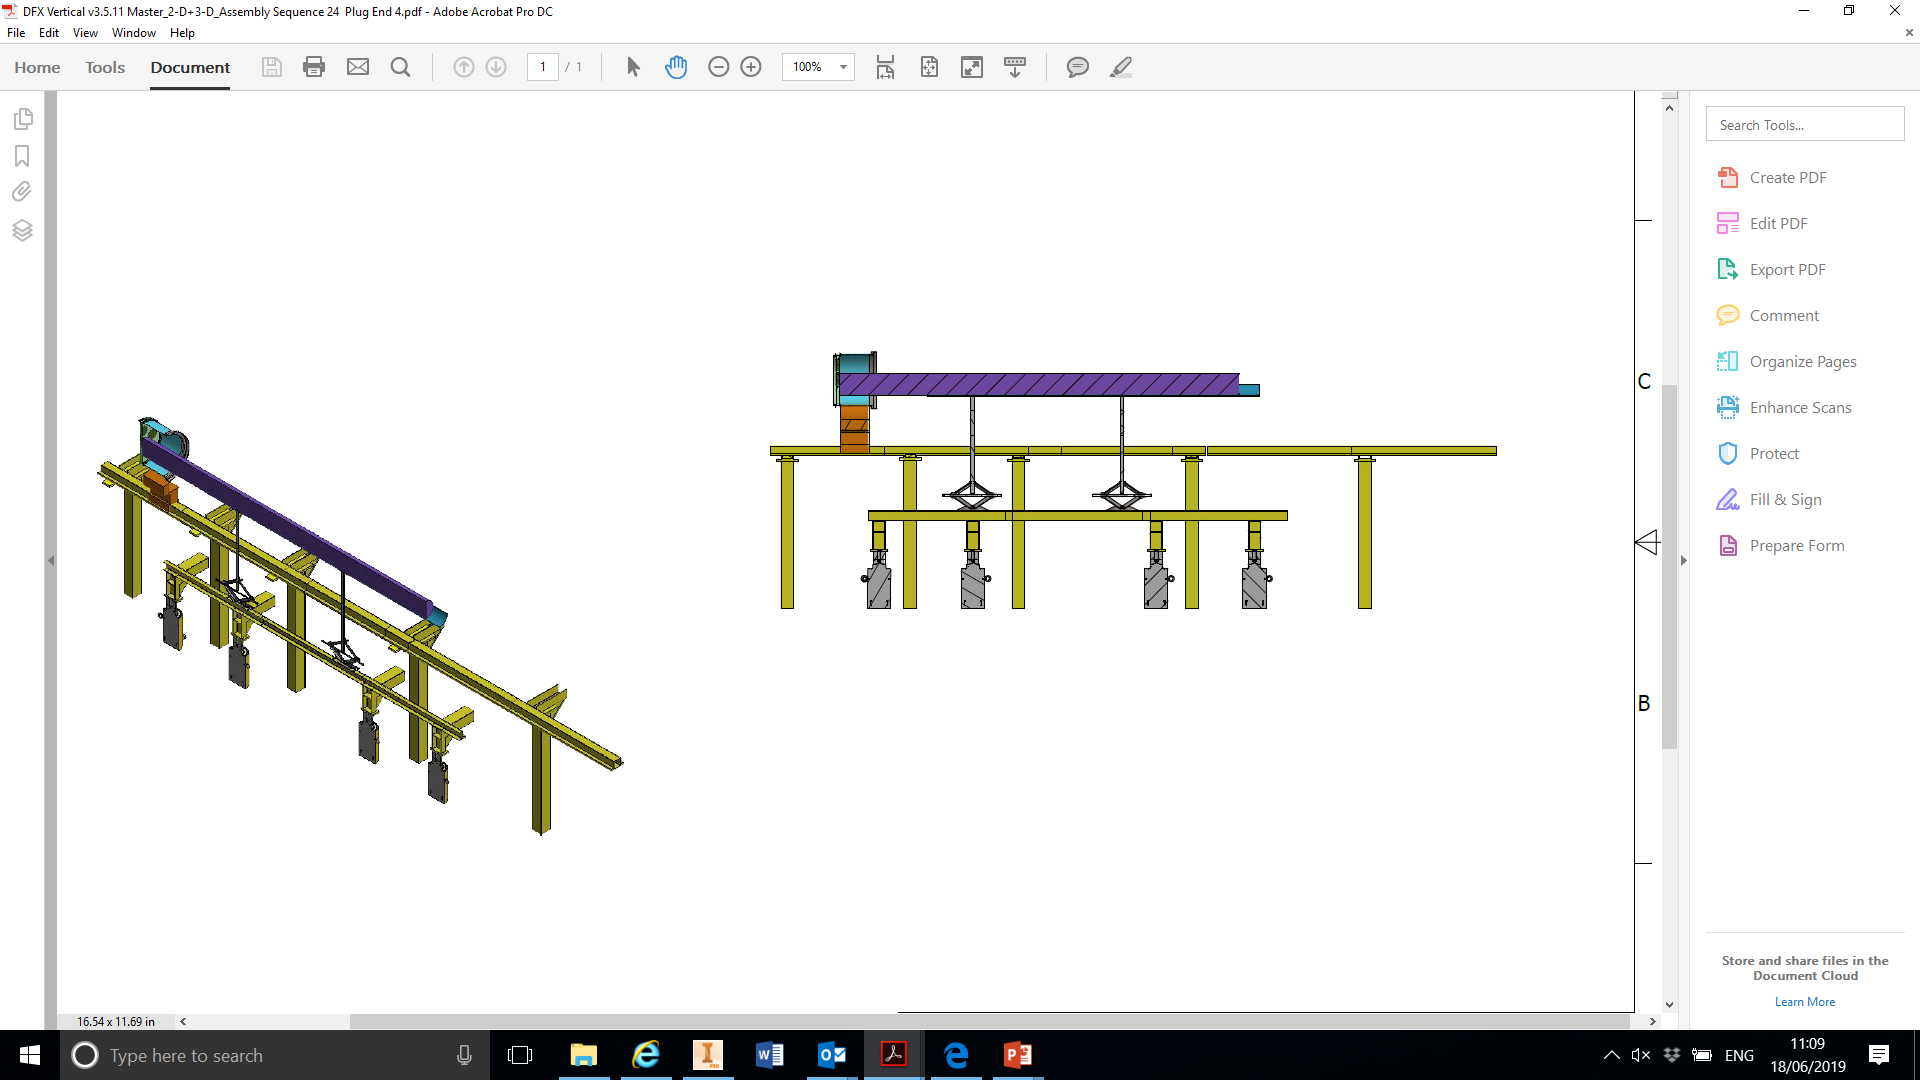 DFX Vertical v3.5.11 Master_2-D+3-D_Assembly Sequence 24  Plug End 4.pdf - Adobe Acrobat Pro DC
File Edit View Window Help
Home Tools Document 1 / 1 100%
Search Tools...
Create PDF
Edit PDF
Export PDF
Comment
Organize Pages
Enhance Scans
Protect
Fill & Sign
Prepare Form
C
B
Store and share files in the
Document Cloud
Learn More
16.54 x 11.69 in
Type here to search
ENG
11:09
18/06/2019